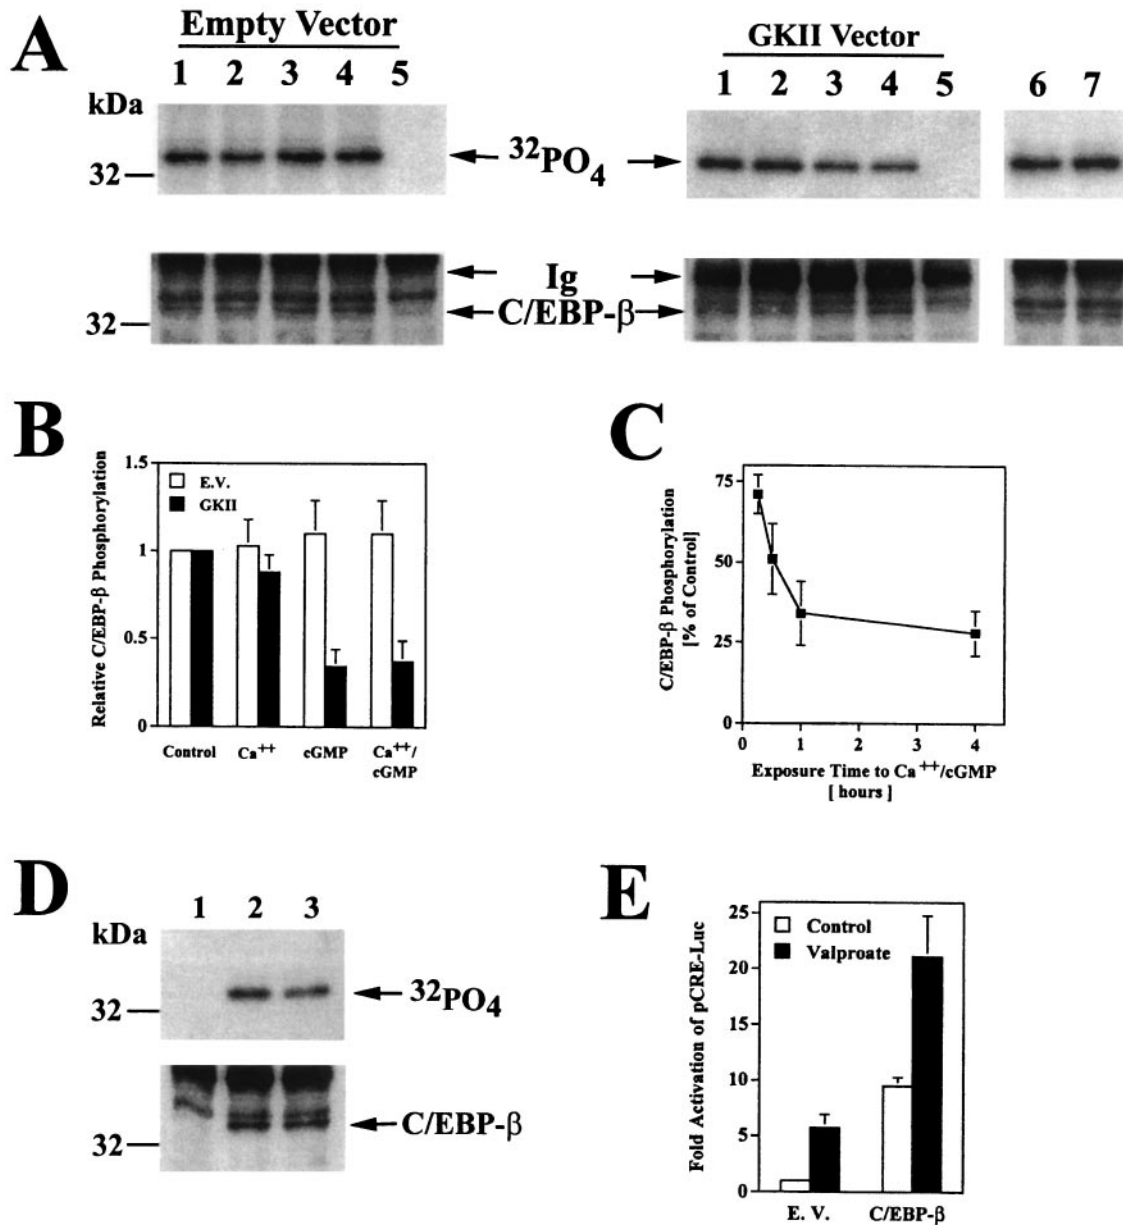 A
Empty Vector
1 2 3 4 5
GKII Vector
1 2 3 4 5
6 7
kDa
32
32PO4
Ig
C/EBP-β
32
B
Relative C/EBP-β Phosphorylation
1.5
1
0.5
0
E.V.
GKII
Control
Ca++
cGMP
Ca++/
cGMP
C
C/EBP-β Phosphorylation
[% of Control]
75
50
25
0
0 1 2 3 4
Exposure Time to Ca++/cGMP
[ hours ]
D
1 2 3
kDa
32
32PO4
C/EBP-β
32
E
Fold Activation of pCRE-Luc
25
20
15
10
5
0
Control
Valproate
E. V.
C/EBP-β